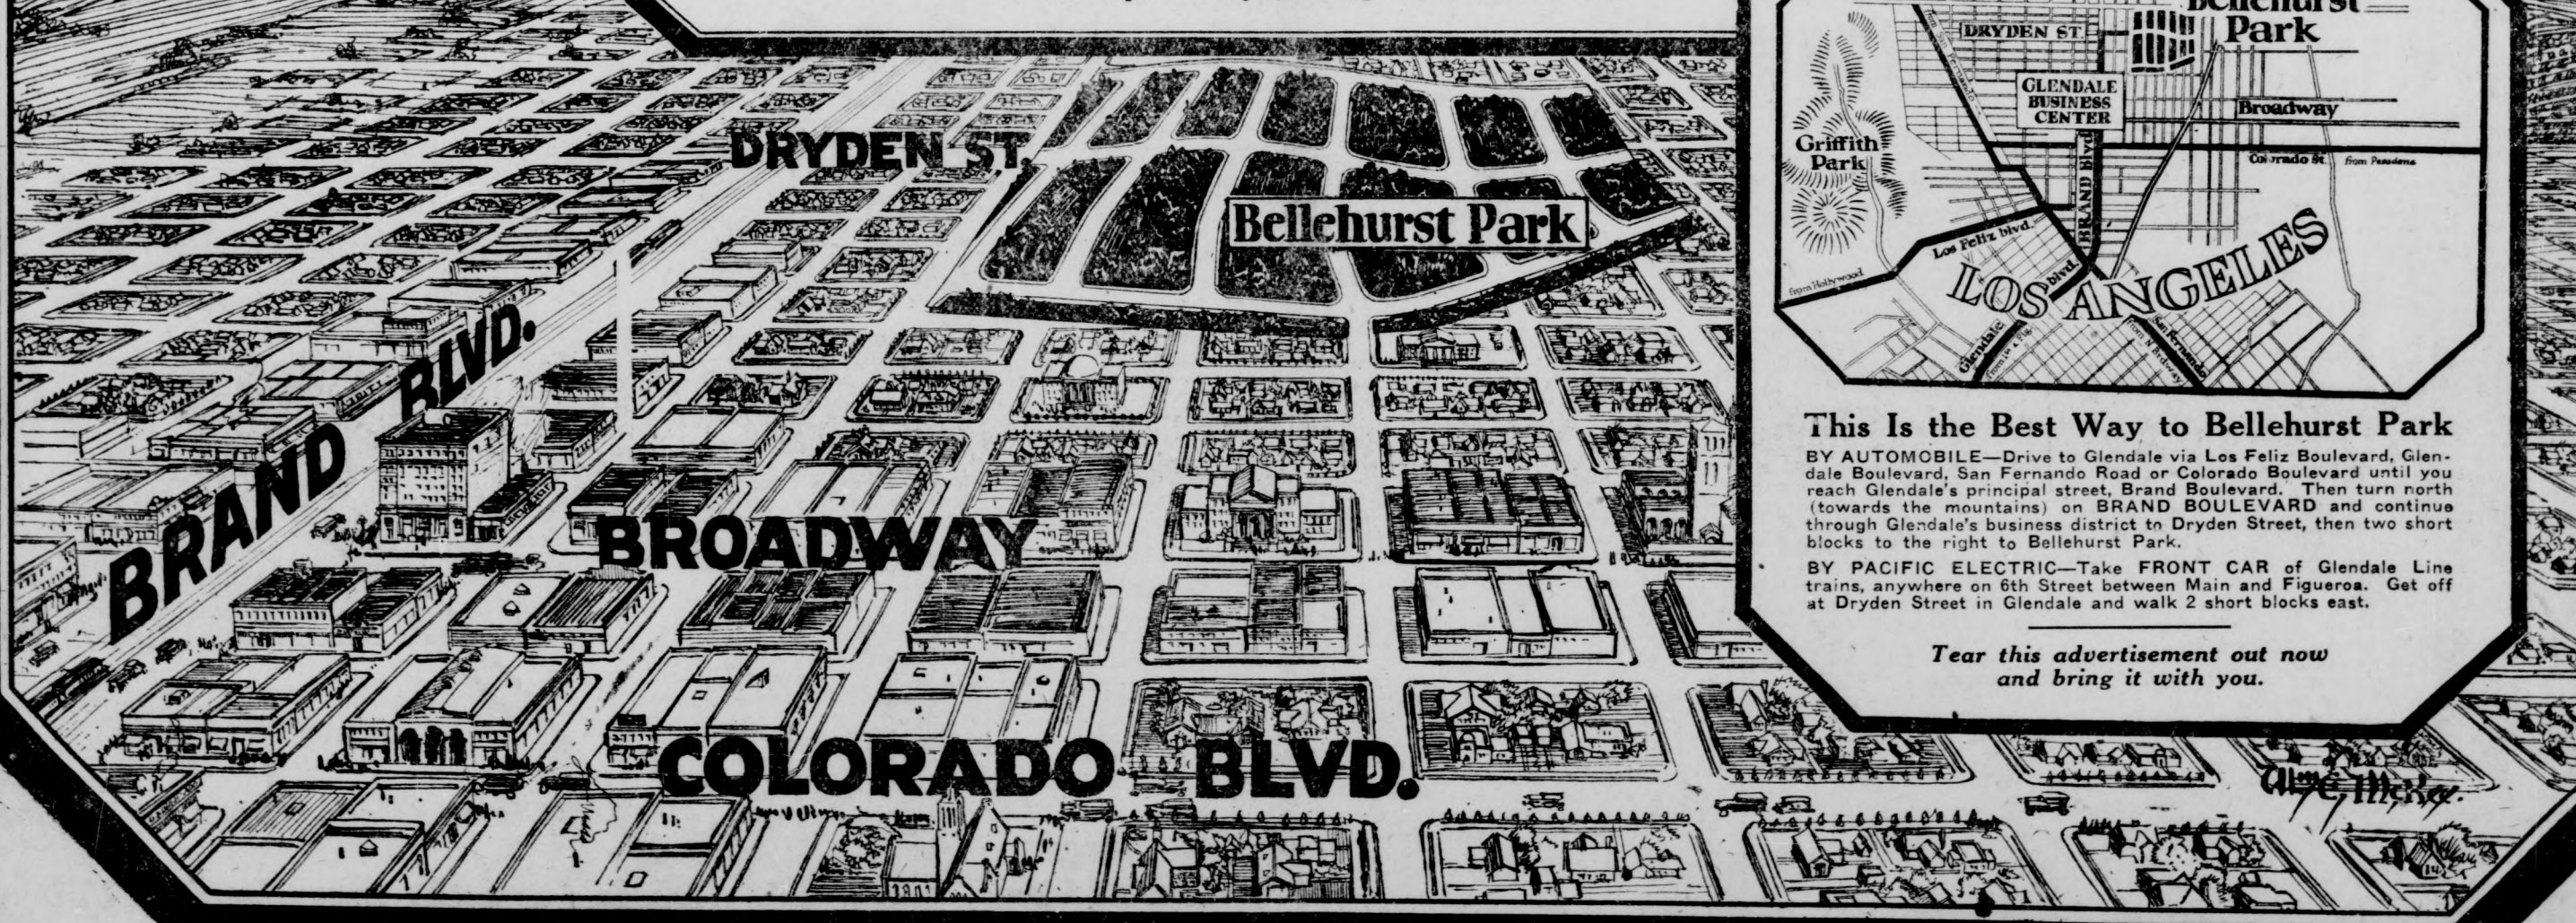 DRYDEN ST.
Bellehurst Park
BRAND BLVD.
BROADWAY
COLORADO BLVD.
Wm. E. McKee.
Bellehurst
Park
DRYDEN ST.
GLENDALE
BUSINESS
CENTER
Broadway
Griffith
Park
Colorado St. from Pasadena
BRAND Blvd.
Los Feliz blvd.
from Hollywood
LOS ANGELES
Glendale blvd.
San Fernando
from N. Brdway
This Is the Best Way to Bellehurst Park
BY AUTOMOBILE—Drive to Glendale via Los Feliz Boulevard, Glen-
dale Boulevard, San Fernando Road or Colorado Boulevard until you
reach Glendale's principal street, Brand Boulevard. Then turn north
(towards the mountains) on BRAND BOULEVARD and continue
through Glendale's business district to Dryden Street, then two short
blocks to the right to Bellehurst Park.
BY PACIFIC ELECTRIC—Take FRONT CAR of Glendale Line
trains, anywhere on 6th Street between Main and Figueroa. Get off
at Dryden Street in Glendale and walk 2 short blocks east.
Tear this advertisement out now
and bring it with you.